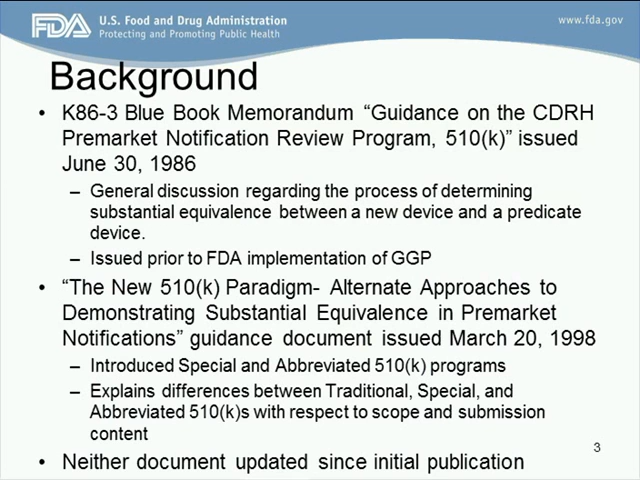 FDA U.S. Food and Drug Administration
Protecting and Promoting Public Health
www.fda.gov
Background
• K86-3 Blue Book Memorandum “Guidance on the CDRH
Premarket Notification Review Program, 510(k)” issued
June 30, 1986
– General discussion regarding the process of determining
substantial equivalence between a new device and a predicate
device.
– Issued prior to FDA implementation of GGP
• “The New 510(k) Paradigm- Alternate Approaches to
Demonstrating Substantial Equivalence in Premarket
Notifications” guidance document issued March 20, 1998
– Introduced Special and Abbreviated 510(k) programs
– Explains differences between Traditional, Special, and
Abbreviated 510(k)s with respect to scope and submission
content
• Neither document updated since initial publication
3